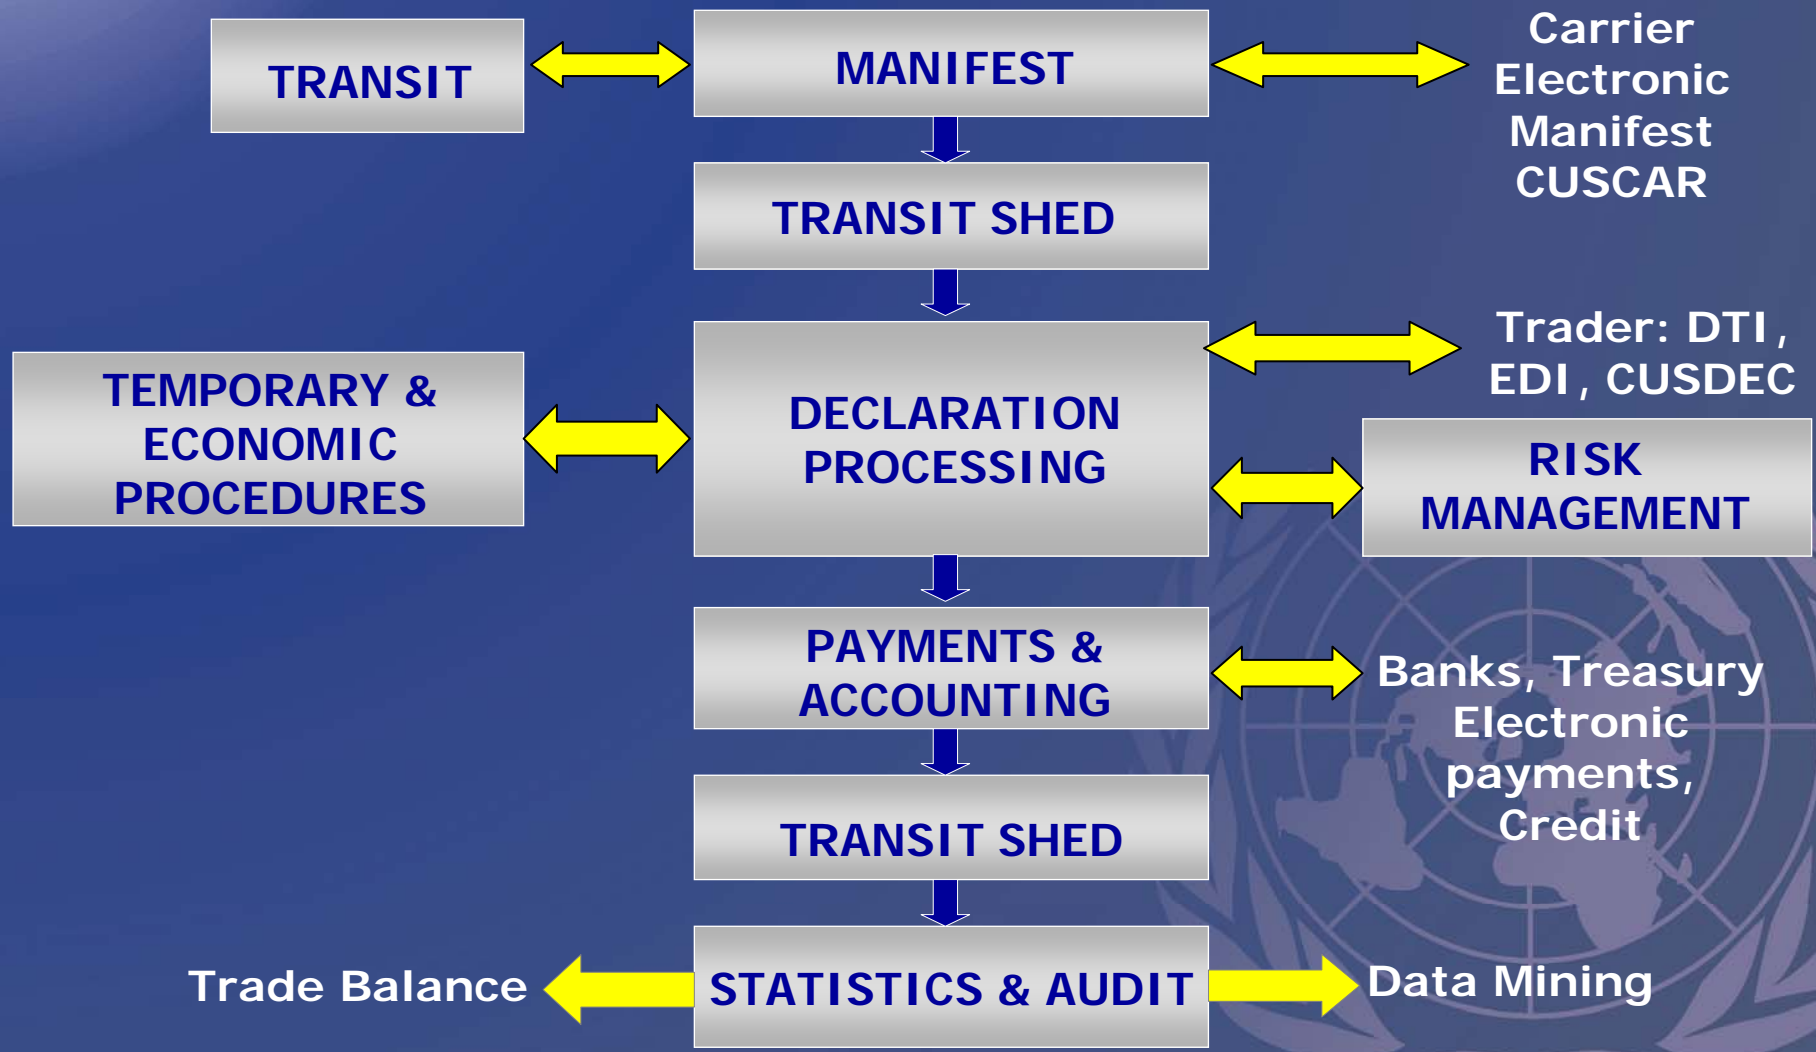 TRANSIT
MANIFEST
Carrier
Electronic
Manifest
CUSCAR
TRANSIT SHED
Trader: DTI,
EDI, CUSDEC
TEMPORARY &
ECONOMIC
PROCEDURES
DECLARATION
PROCESSING
RISK
MANAGEMENT
PAYMENTS &
ACCOUNTING
Banks, Treasury
Electronic
payments,
Credit
TRANSIT SHED
Trade Balance
STATISTICS & AUDIT
Data Mining